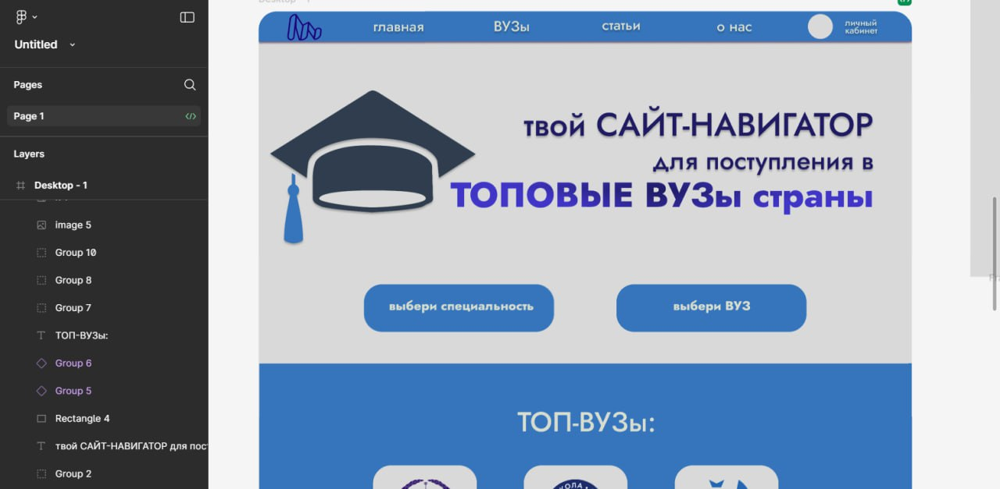 Desktop - 1
Untitled
Pages
Page 1
Layers
Desktop - 1
image 5
Group 10
Group 8
Group 7
ТОП-ВУЗы:
Group 6
Group 5
Rectangle 4
твой САЙТ-НАВИГАТОР для пос
Group 2
главная
ВУЗы
статьи
о нас
личный
кабинет
твой САЙТ-НАВИГАТОР
для поступления в
ТОПОВЫЕ ВУЗы страны
выбери специальность
выбери ВУЗ
ТОП-ВУЗы: